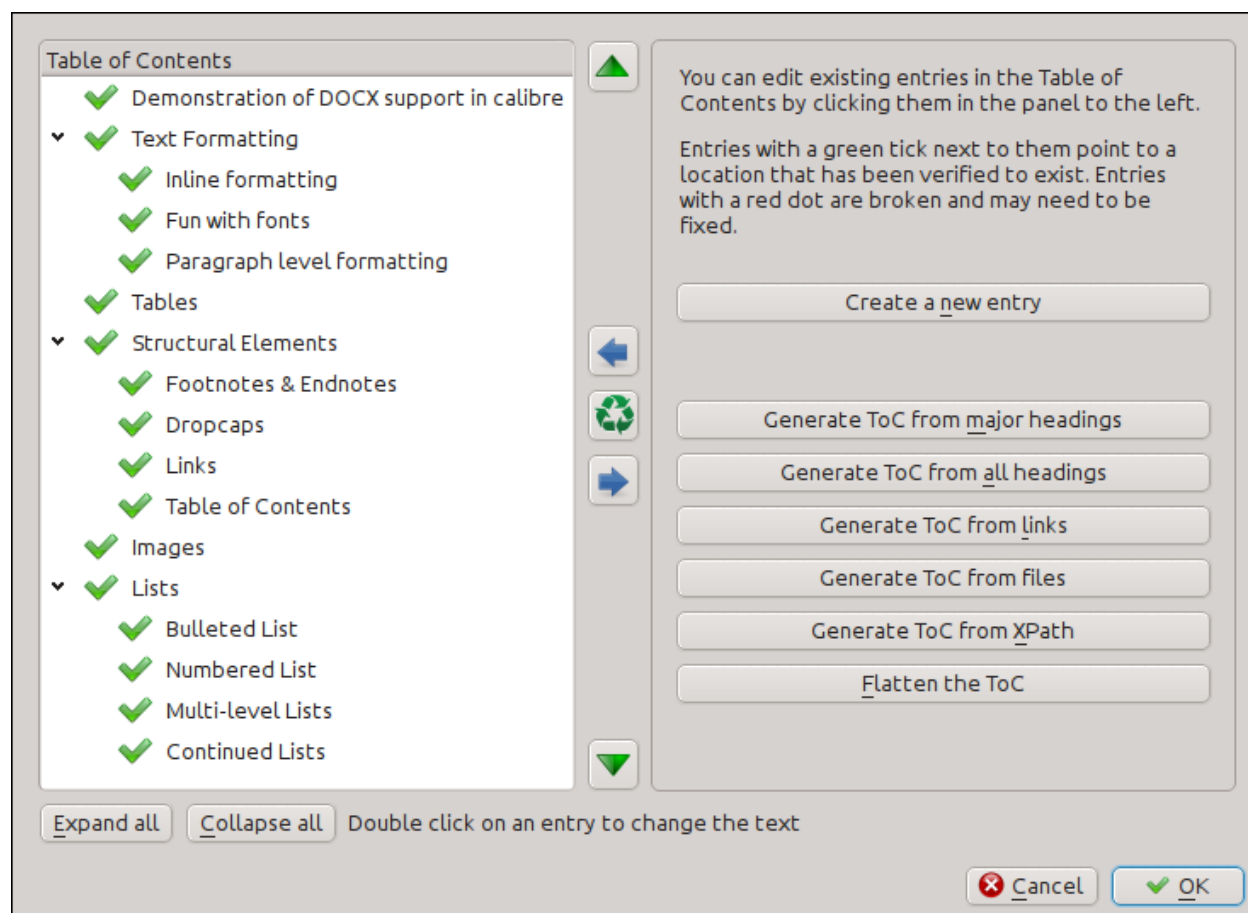 Table of Contents
Demonstration of DOCX support in calibre
Text Formatting
Inline formatting
Fun with fonts
Paragraph level formatting
Tables
Structural Elements
Footnotes & Endnotes
Dropcaps
Links
Table of Contents
Images
Lists
Bulleted List
Numbered List
Multi-level Lists
Continued Lists
You can edit existing entries in the Table of
Contents by clicking them in the panel to the left.
Entries with a green tick next to them point to a
location that has been verified to exist. Entries
with a red dot are broken and may need to be
fixed.
Create a new entry
Generate ToC from major headings
Generate ToC from all headings
Generate ToC from links
Generate ToC from files
Generate ToC from XPath
Flatten the ToC
Expand all Collapse all Double click on an entry to change the text
Cancel OK